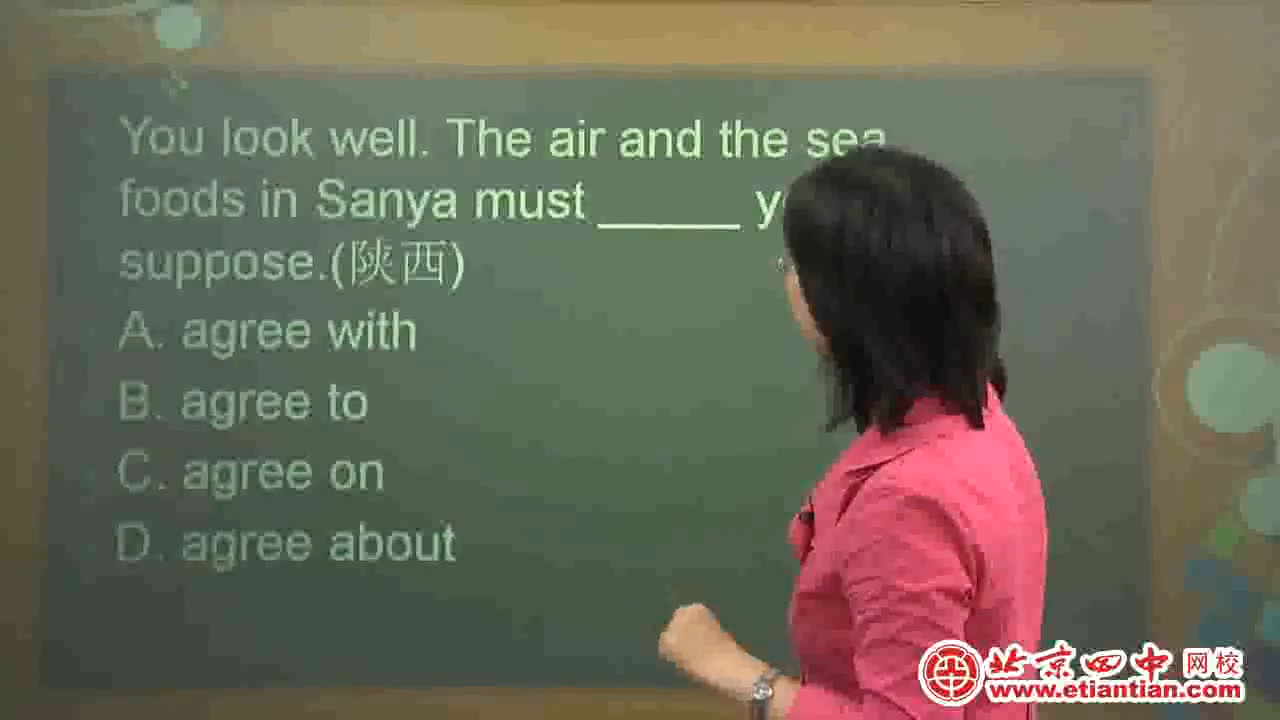 You look well. The air and the sea
foods in Sanya must _____ y
suppose.(陕西)
A. agree with
B. agree to
C. agree on
D. agree about
北京四中网校
www.etiantian.com